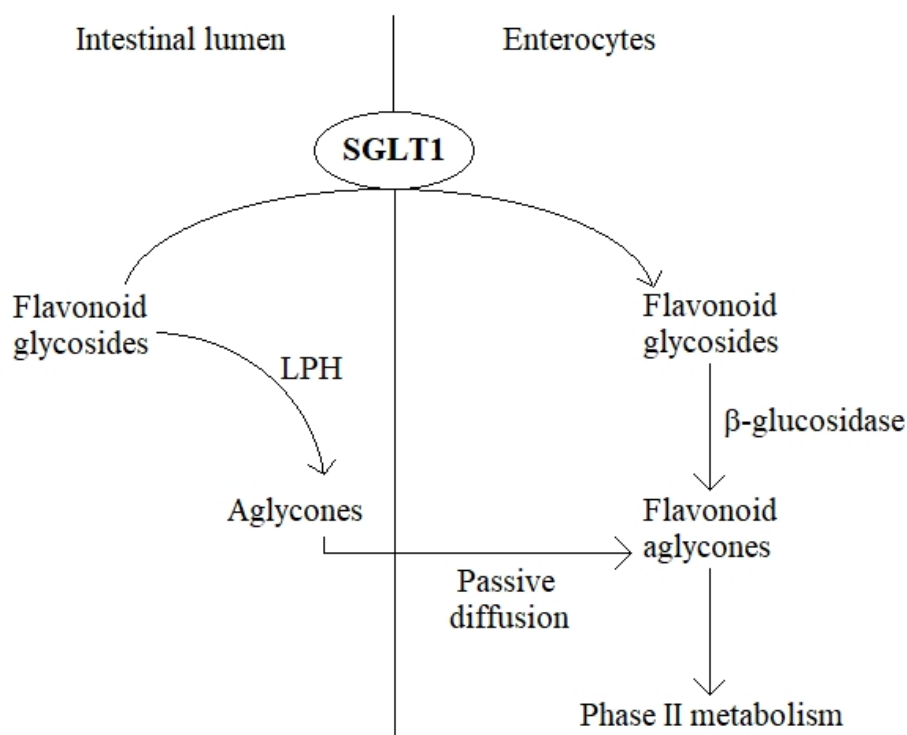 Intestinal lumen
Enterocytes
SGLT1
Flavonoid
glycosides
LPH
Aglycones
Passive
diffusion
Flavonoid
glycosides
β-glucosidase
Flavonoid
aglycones
Phase II metabolism